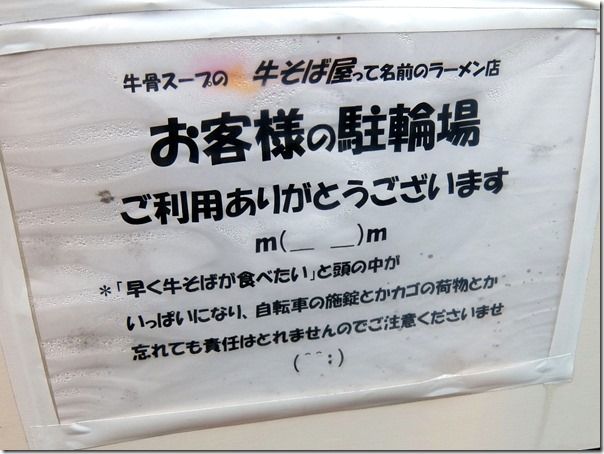 牛骨スープの 牛そば屋って名前のラーメン店
お客様の駐輪場
ご利用ありがとうございます
m(＿ ＿)m
＊「早く牛そばが食べたい」と頭の中が
いっぱいになり、自転車の施錠とかカゴの荷物とか
忘れても責任はとれませんのでご注意くださいませ
(^^;)